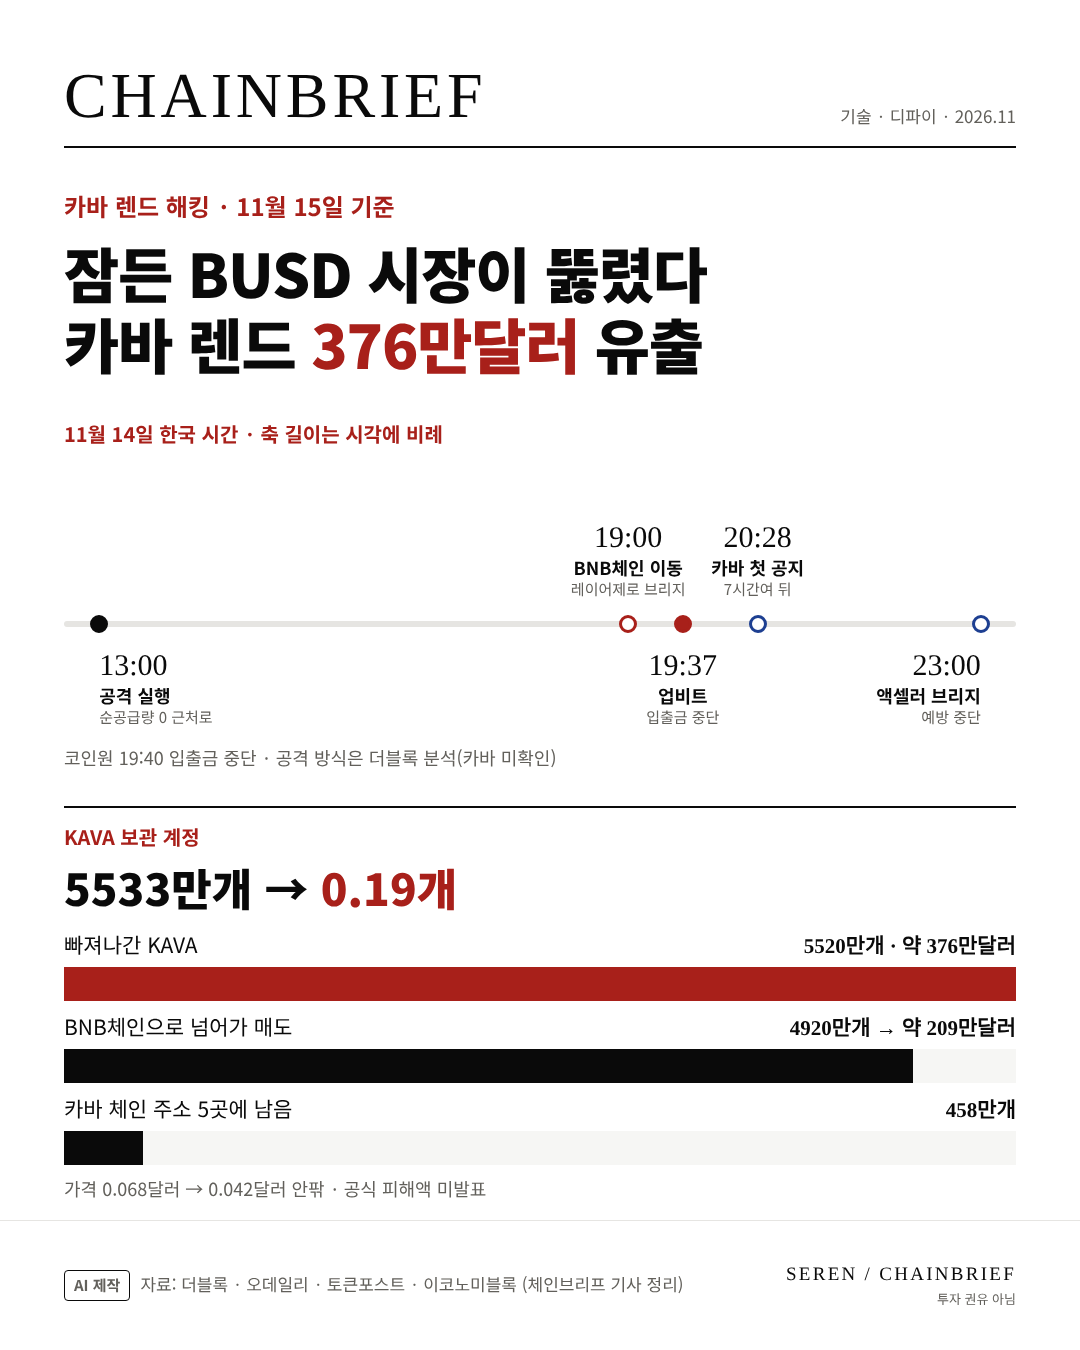 CHAINBRIEF
기술 · 디파이 · 2026.11
카바 렌드 해킹 · 11월 15일 기준
잠든 BUSD 시장이 뚫렸다
카바 렌드 376만달러 유출
11월 14일 한국 시간 · 축 길이는 시각에 비례
19:00
BNB체인 이동
레이어제로 브리지
20:28
카바 첫 공지
7시간여 뒤
13:00
공격 실행
순공급량 0 근처로
19:37
업비트
입출금 중단
23:00
액셀러 브리지
예방 중단
코인원 19:40 입출금 중단 · 공격 방식은 더블록 분석(카바 미확인)
KAVA 보관 계정
5533만개 → 0.19개
빠져나간 KAVA
5520만개 · 약 376만달러
BNB체인으로 넘어가 매도
4920만개 → 약 209만달러
카바 체인 주소 5곳에 남음
458만개
가격 0.068달러 → 0.042달러 안팎 · 공식 피해액 미발표
AI 제작
자료: 더블록 · 오데일리 · 토큰포스트 · 이코노미블록 (체인브리프 기사 정리)
SEREN / CHAINBRIEF
투자 권유 아님